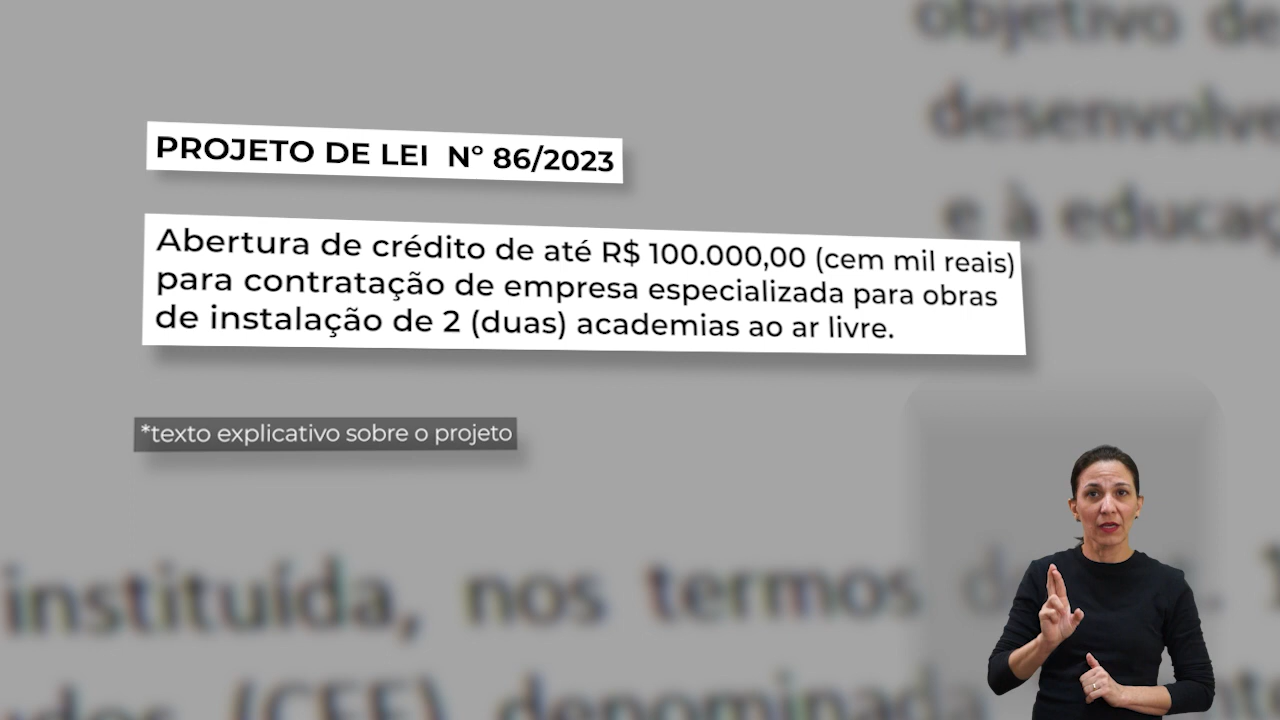 objetivo de
desenvolve
PROJETO DE LEI Nº 86/2023
e à educaç
Abertura de crédito de até R$ 100.000,00 (cem mil reais)
para contratação de empresa especializada para obras
de instalação de 2 (duas) academias ao ar livre.
*texto explicativo sobre o projeto
instituída, nos termos
(CEE) denominada